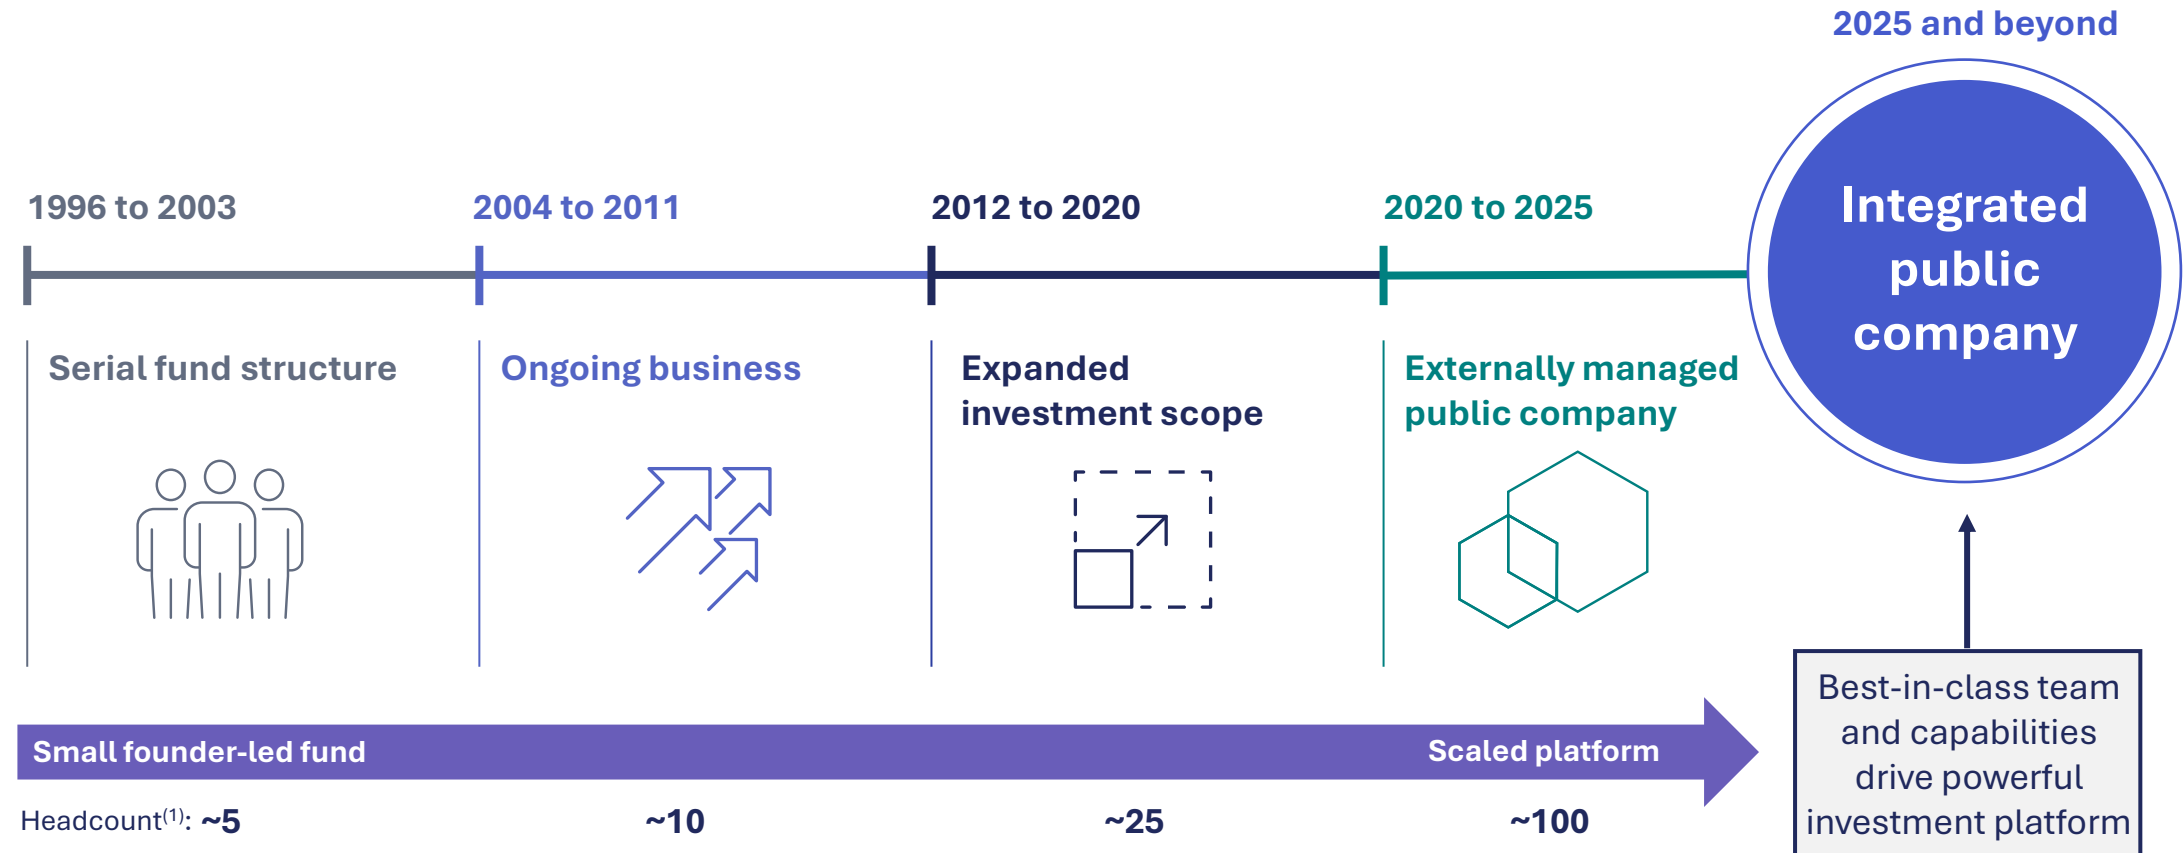 2025 and beyond
1996 to 2003
2004 to 2011
2012 to 2020
2020 to 2025
Integrated
public
company
Serial fund structure
Ongoing business
Expanded
investment scope
Externally managed
public company
Small founder-led fund
Scaled platform
Headcount(1): ~5
~10
~25
~100
Best-in-class team
and capabilities
drive powerful
investment platform